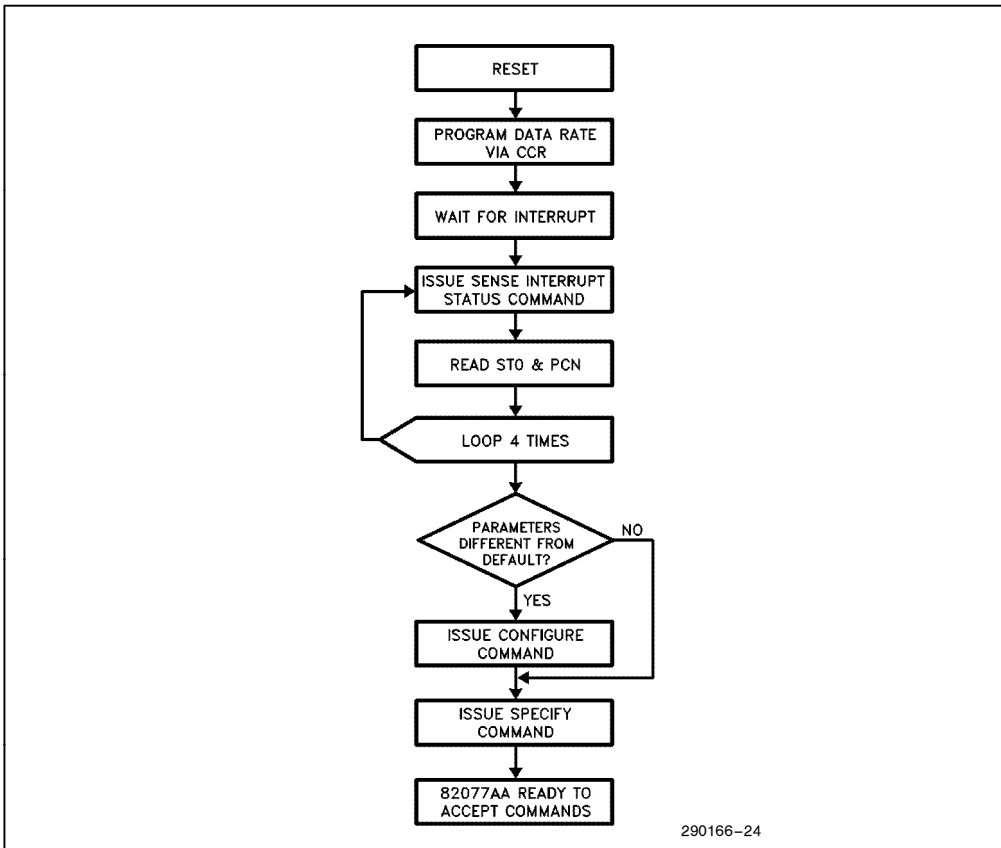 RESET
PROGRAM DATA RATE
VIA CCR
WAIT FOR INTERRUPT
ISSUE SENSE INTERRUPT
STATUS COMMAND
READ ST0 & PCN
LOOP 4 TIMES
PARAMETERS
DIFFERENT FROM
DEFAULT?
NO
YES
ISSUE CONFIGURE
COMMAND
ISSUE SPECIFY
COMMAND
82077AA READY TO
ACCEPT COMMANDS
290166–24